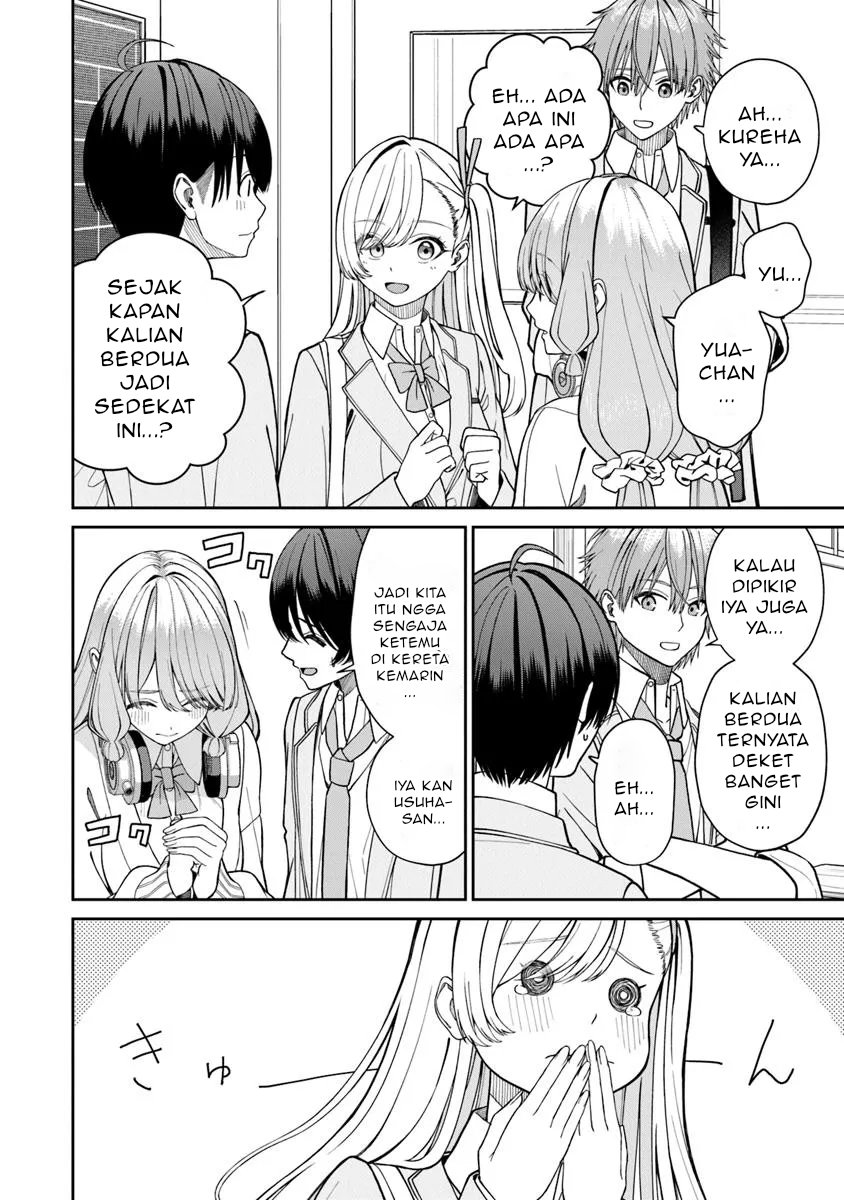 AH...
KUREHA
YA...
YU...
YUA-
CHAN
...
EH... ADA
APA INI
ADA APA
...?
SEJAK
KAPAN
KALIAN
BERDUA
JADI
SEDEKAT
INI...?
KALAU
DIPIKIR
IYA JUGA
YA...
KALIAN
BERDUA
TERNYATA
DEKET
BANGET
GINI
...
EH...
AH...
JADI KITA
ITU NGGA
SENGAJA
KETEMU
DI KERETA
KEMARIN
...
IYA KAN
USUHA-
SAN...
コク
コク
きゅーーん